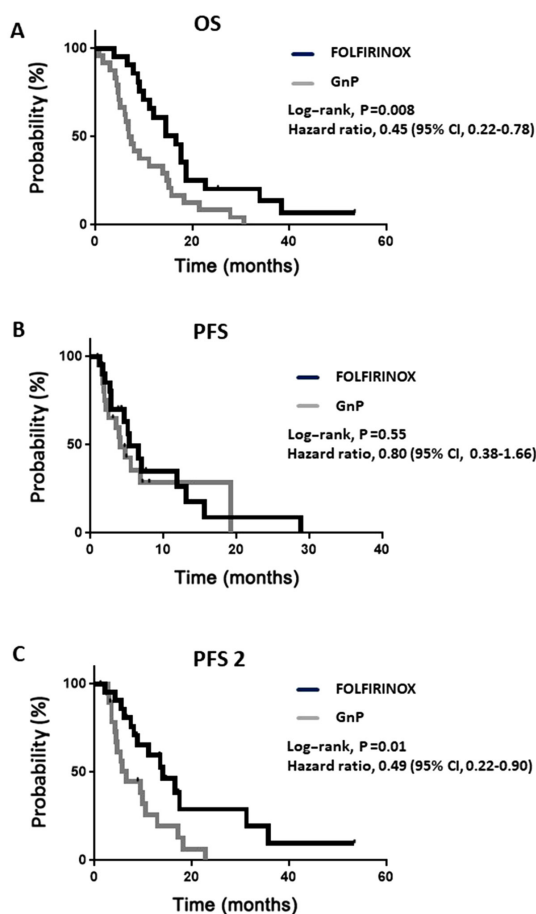 A
OS
Probability (%)
100
50
0
0 20 40 60
Time (months)
FOLFIRINOX
GnP
Log-rank, P=0.008
Hazard ratio, 0.45 (95% CI, 0.22-0.78)
B
PFS
Probability (%)
100
50
0
0 10 20 30 40
Time (months)
FOLFIRINOX
GnP
Log-rank, P=0.55
Hazard ratio, 0.80 (95% CI, 0.38-1.66)
C
PFS 2
Probability (%)
100
50
0
0 20 40 60
Time (months)
FOLFIRINOX
GnP
Log-rank, P=0.01
Hazard ratio, 0.49 (95% CI, 0.22-0.90)